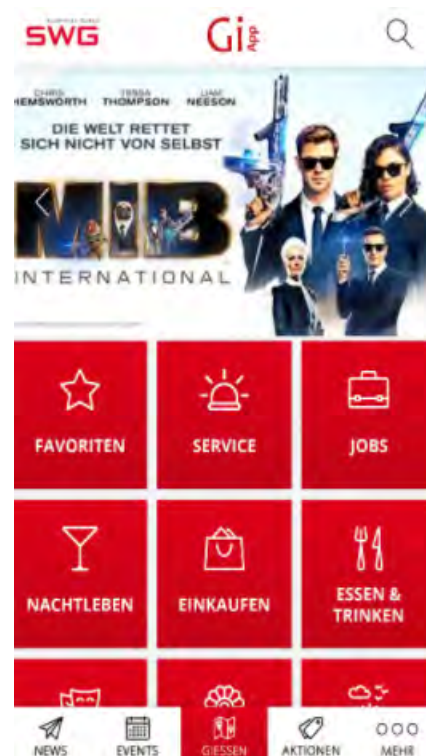 SWG
Gi App
CHRIS TESSA LIAM
HEMSWORTH THOMPSON NEESON
DIE WELT RETTET
SICH NICHT VON SELBST
MIB
INTERNATIONAL
FAVORITEN SERVICE JOBS
NACHTLEBEN EINKAUFEN ESSEN &
TRINKEN
NEWS EVENTS GIESSEN AKTIONEN MEHR